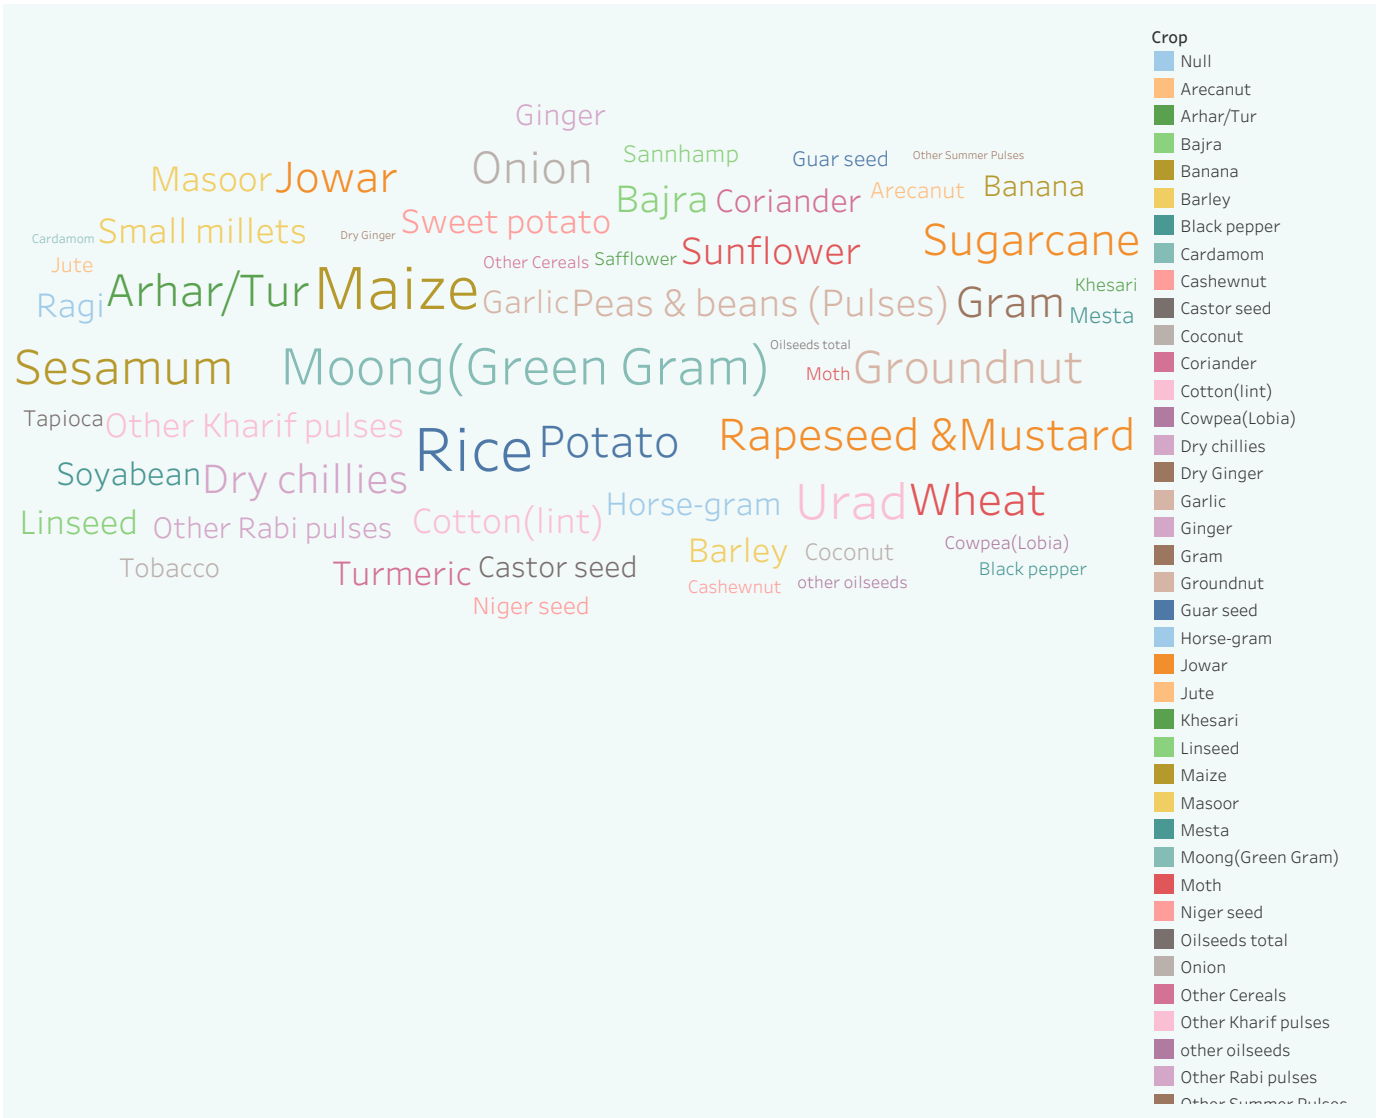 Ginger
Onion
Sannhamp
Guar seed
Other Summer Pulses
Masoor
Jowar
Bajra
Coriander
Arecanut
Banana
Cardamom
Small millets
Dry Ginger
Sweet potato
Sugarcane
Jute
Other Cereals
Safflower
Sunflower
Ragi
Arhar/Tur
Maize
Garlic
Peas & beans (Pulses)
Gram
Khesari
Mesta
Sesamum
Moong(Green Gram)
Oilseeds total
Moth
Groundnut
Tapioca
Other Kharif pulses
Rice
Potato
Rapeseed &Mustard
Soyabean
Dry chillies
Horse-gram
Urad
Wheat
Linseed
Other Rabi pulses
Cotton(lint)
Barley
Coconut
Cowpea(Lobia)
Tobacco
Turmeric
Castor seed
Cashewnut
other oilseeds
Black pepper
Niger seed
Crop
Null
Arecanut
Arhar/Tur
Bajra
Banana
Barley
Black pepper
Cardamom
Cashewnut
Castor seed
Coconut
Coriander
Cotton(lint)
Cowpea(Lobia)
Dry chillies
Dry Ginger
Garlic
Ginger
Gram
Groundnut
Guar seed
Horse-gram
Jowar
Jute
Khesari
Linseed
Maize
Masoor
Mesta
Moong(Green Gram)
Moth
Niger seed
Oilseeds total
Onion
Other Cereals
Other Kharif pulses
other oilseeds
Other Rabi pulses
Other Summer Pulses